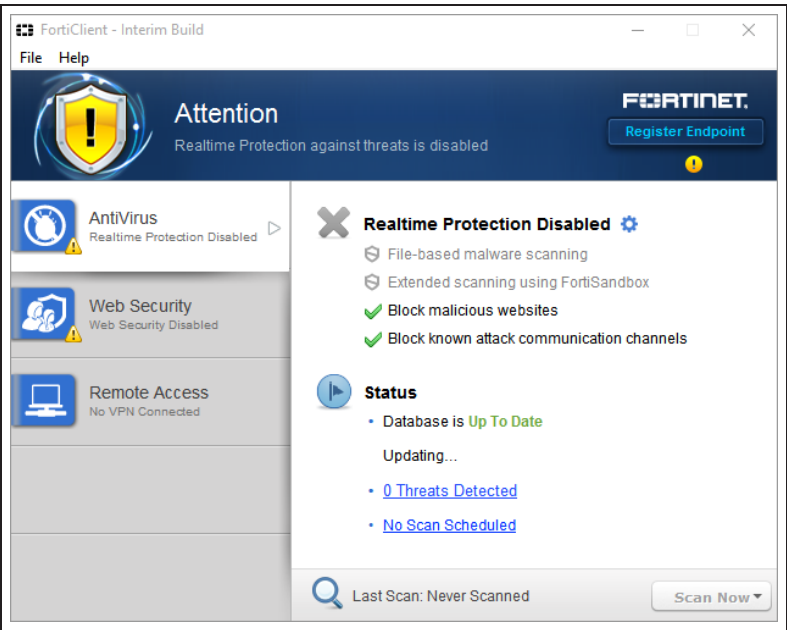 FortiClient - Interim Build
File Help
Attention
Realtime Protection against threats is disabled
FORTINET
Register Endpoint
AntiVirus
Realtime Protection Disabled
Web Security
Web Security Disabled
Remote Access
No VPN Connected
Realtime Protection Disabled
File-based malware scanning
Extended scanning using FortiSandbox
Block malicious websites
Block known attack communication channels
Status
• Database is Up To Date
Updating...
• 0 Threats Detected
• No Scan Scheduled
Last Scan: Never Scanned
Scan Now